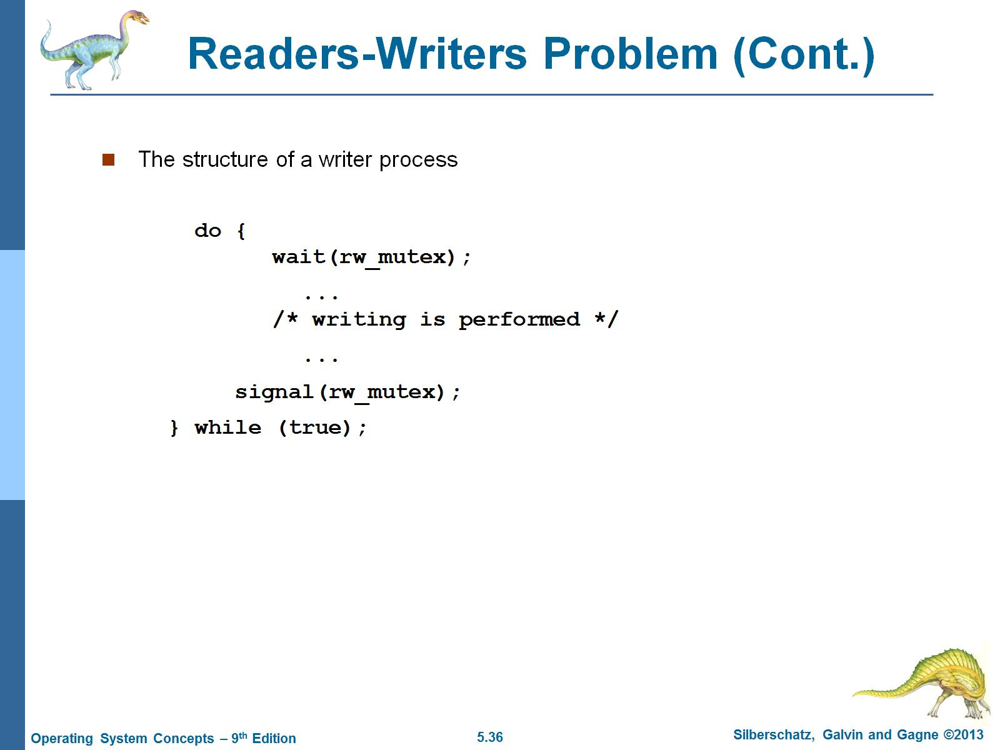 Readers-Writers Problem (Cont.)
The structure of a writer process
do {
wait(rw_mutex);
...
/* writing is performed */
...
signal(rw_mutex);
} while (true);
Operating System Concepts – 9th Edition
5.36
Silberschatz, Galvin and Gagne ©2013